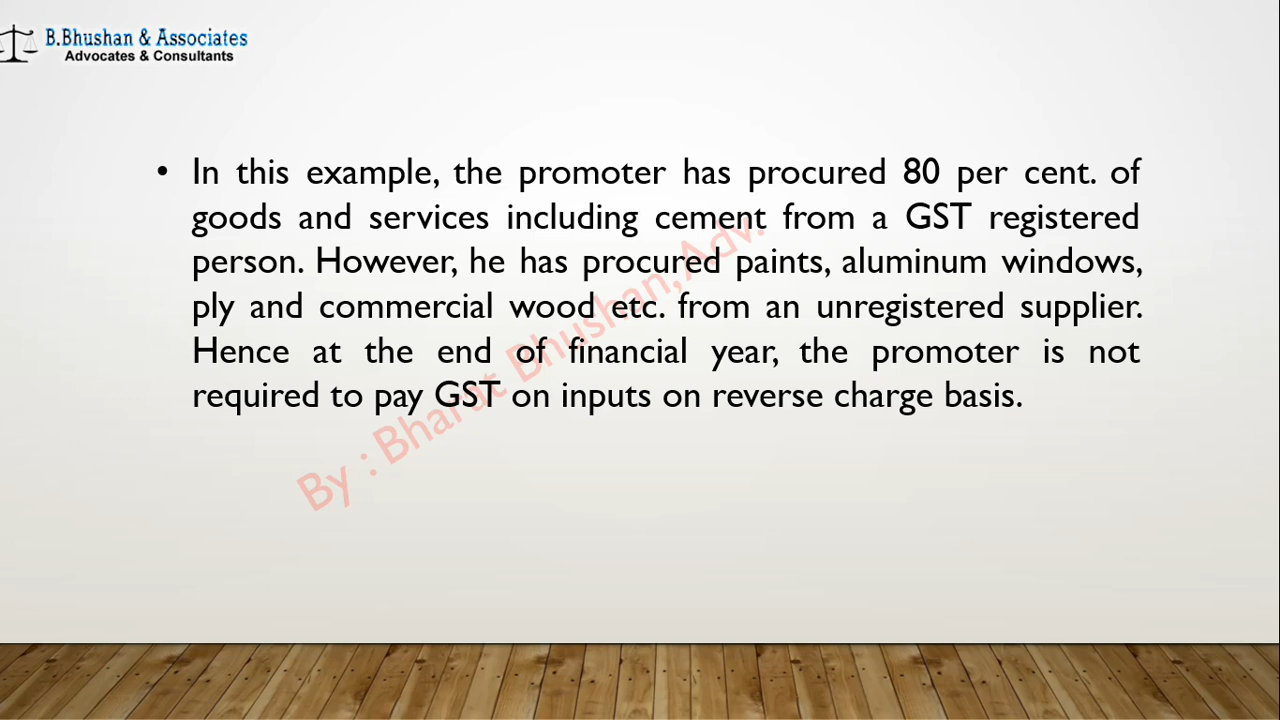 B.Bhushan & Associates
Advocates & Consultants
• In this example, the promoter has procured 80 per cent. of
goods and services including cement from a GST registered
person. However, he has procured paints, aluminum windows,
ply and commercial wood etc. from an unregistered supplier.
Hence at the end of financial year, the promoter is not
required to pay GST on inputs on reverse charge basis.
By : Bharat Bhushan,Adv.